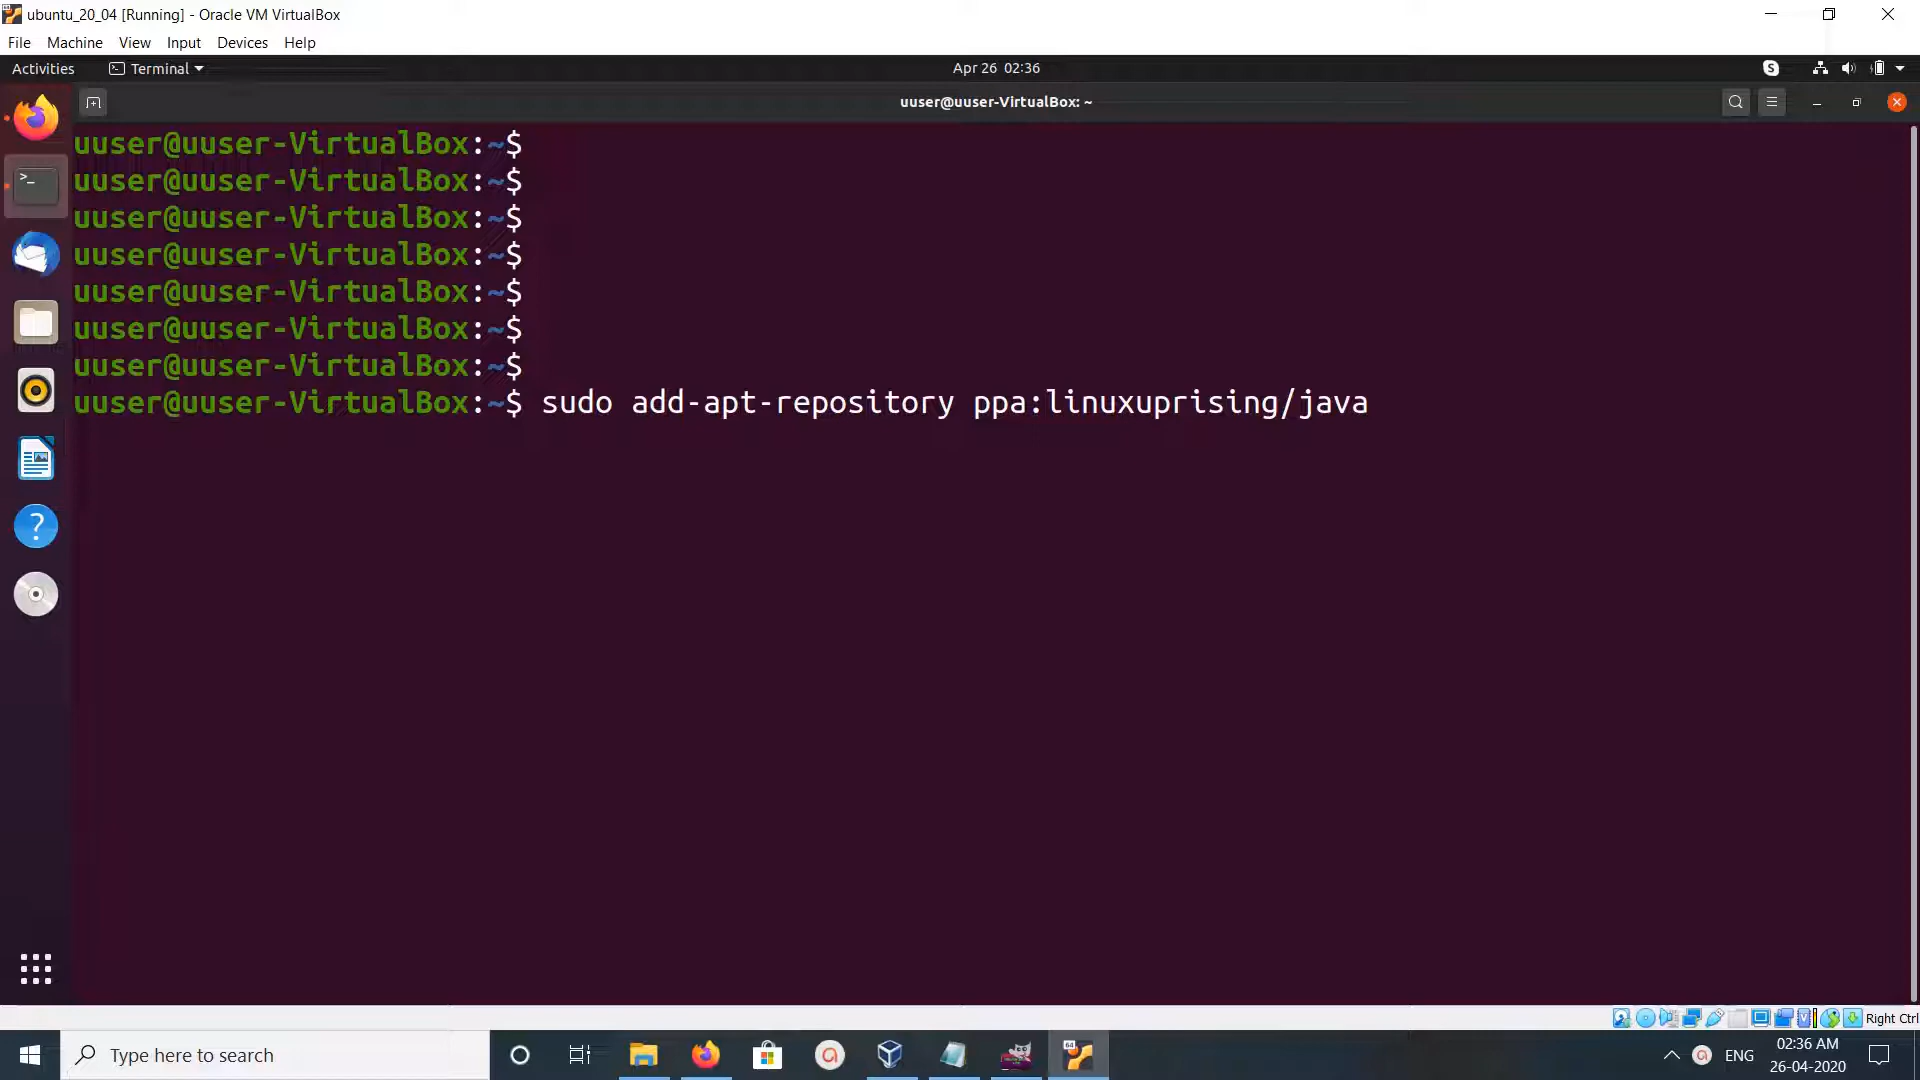 ubuntu_20_04 [Running] - Oracle VM VirtualBox
File Machine View Input Devices Help
Activities Terminal Apr 26 02:36
uuser@uuser-VirtualBox: ~
uuser@uuser-VirtualBox:~$
uuser@uuser-VirtualBox:~$
uuser@uuser-VirtualBox:~$
uuser@uuser-VirtualBox:~$
uuser@uuser-VirtualBox:~$
uuser@uuser-VirtualBox:~$
uuser@uuser-VirtualBox:~$
uuser@uuser-VirtualBox:~$ sudo add-apt-repository ppa:linuxuprising/java
Right Ctrl
Type here to search
ENG
02:36 AM
26-04-2020